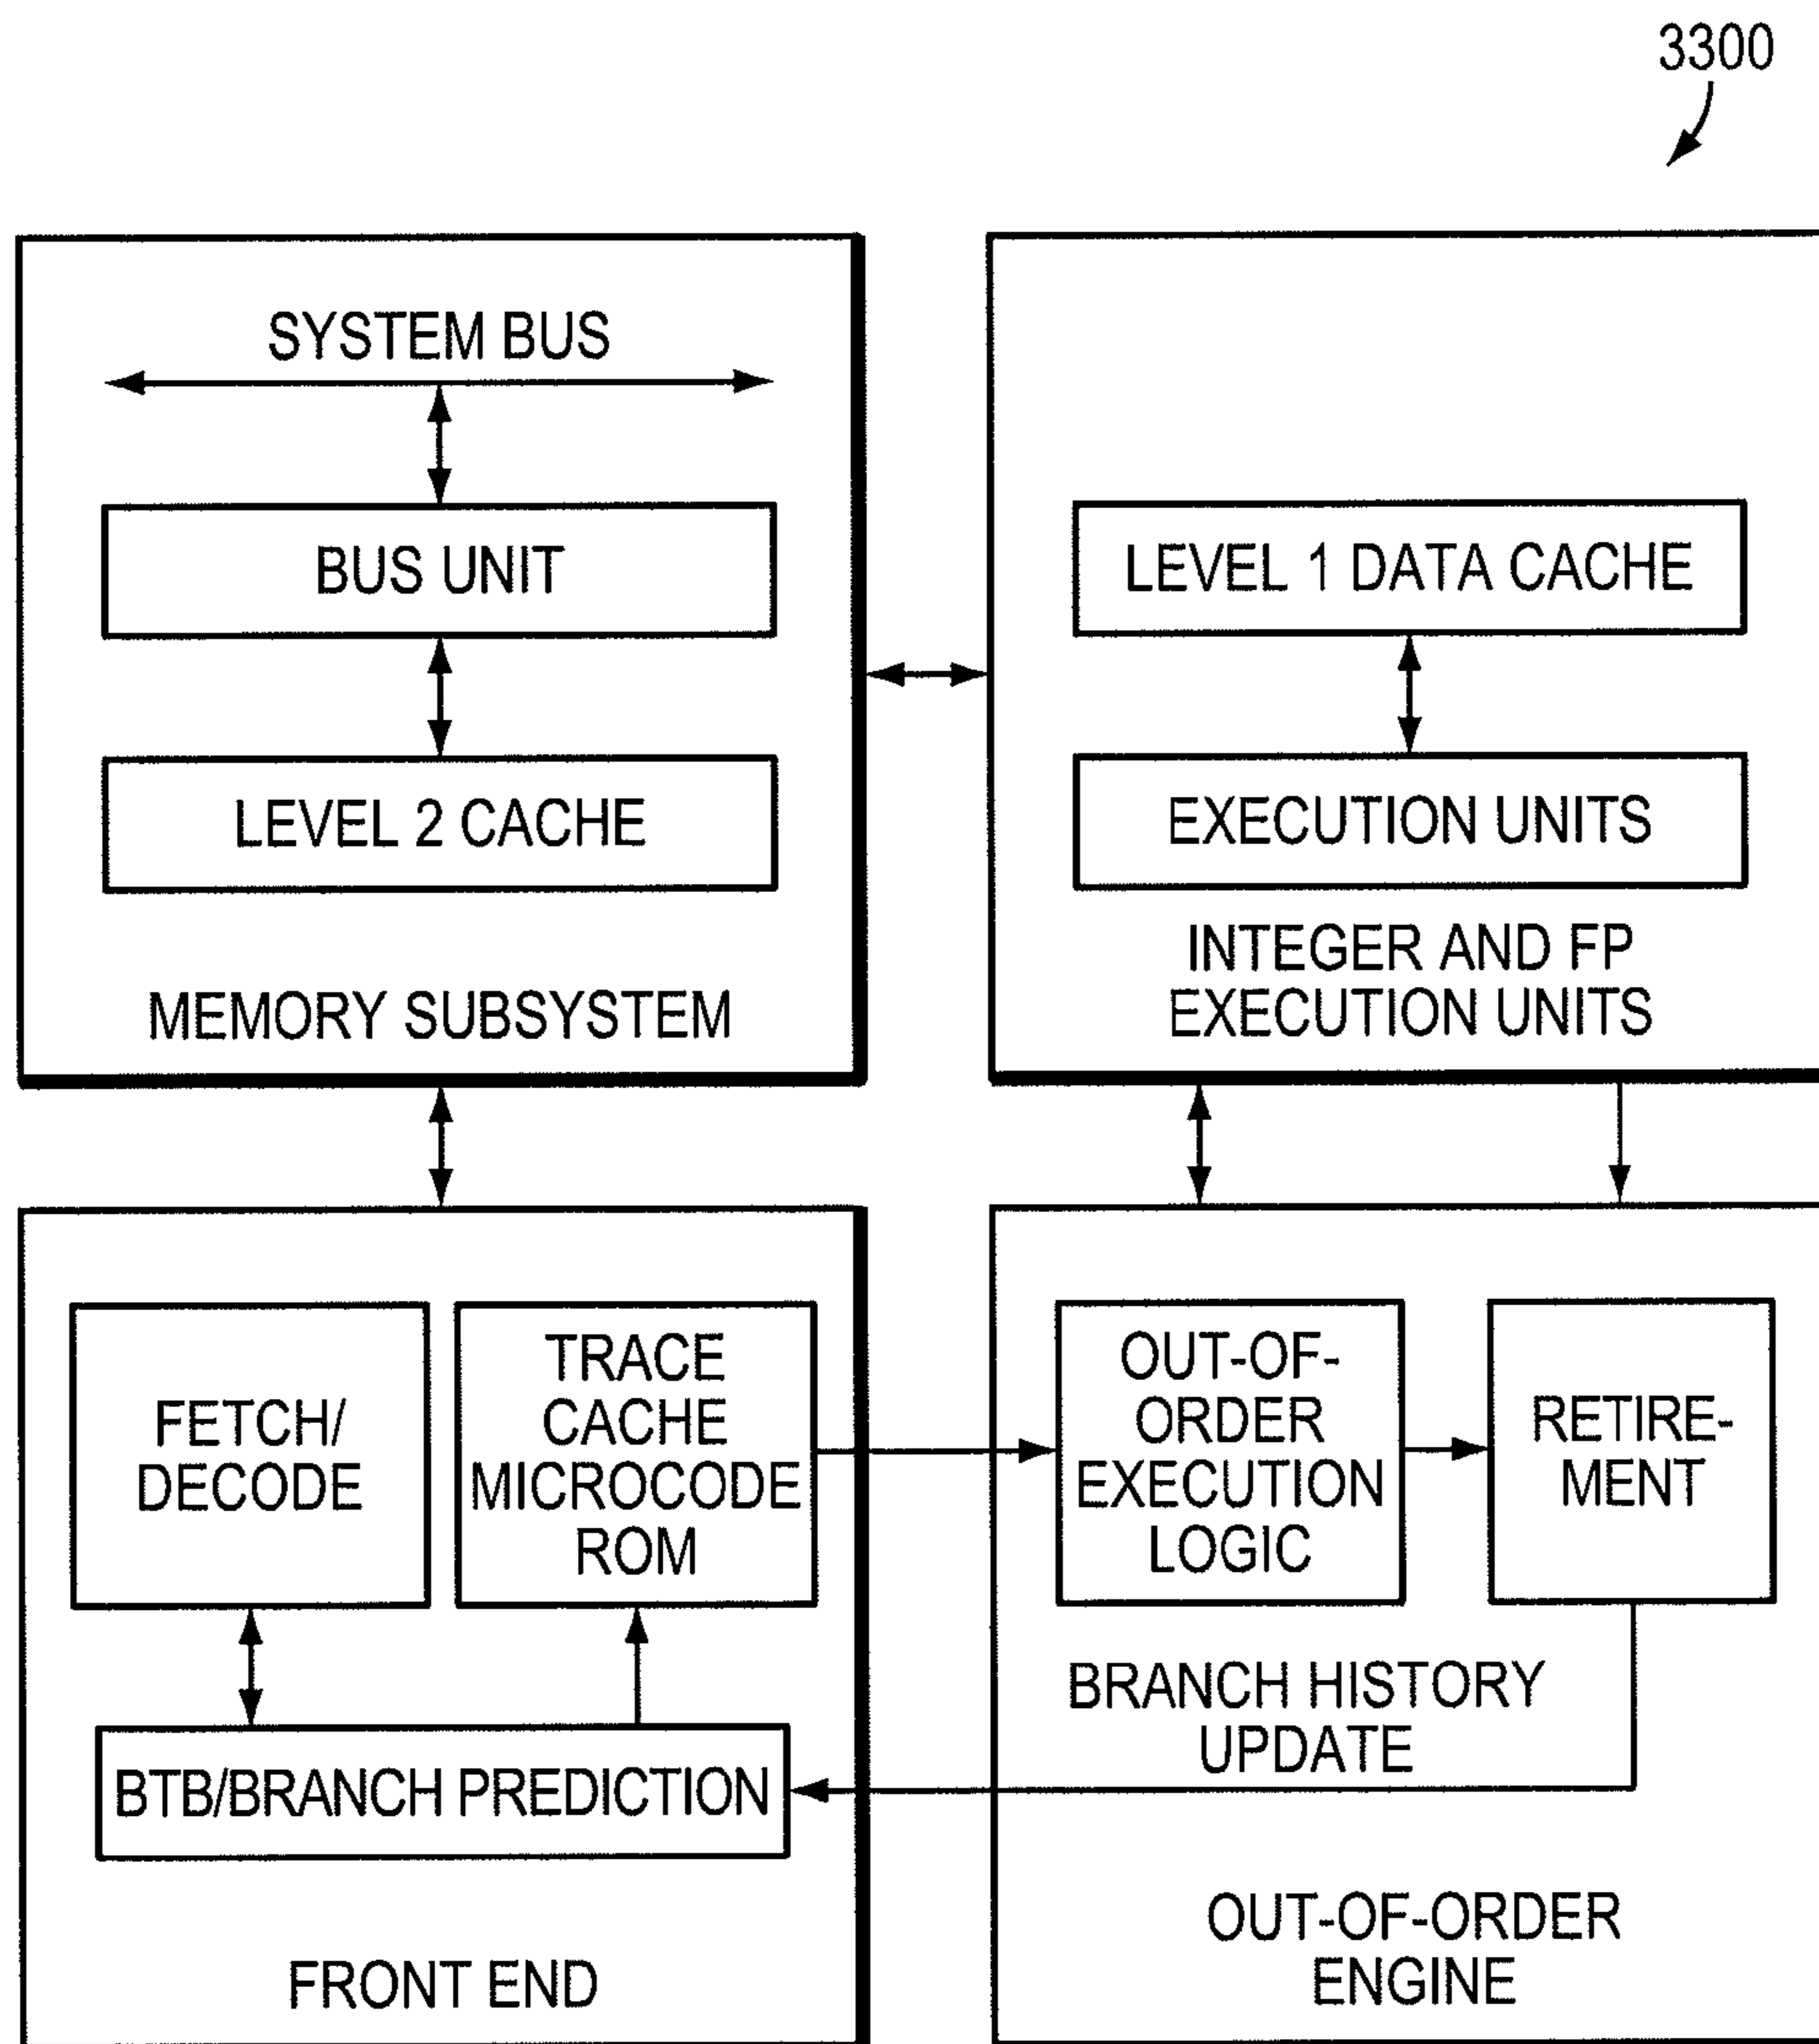 3300
SYSTEM BUS
BUS UNIT
LEVEL 2 CACHE
MEMORY SUBSYSTEM
LEVEL 1 DATA CACHE
EXECUTION UNITS
INTEGER AND FP
EXECUTION UNITS
FETCH/
DECODE
TRACE
CACHE
MICROCODE
ROM
BTB/BRANCH PREDICTION
FRONT END
OUT-OF-
ORDER
EXECUTION
LOGIC
RETIRE-
MENT
BRANCH HISTORY
UPDATE
OUT-OF-ORDER
ENGINE